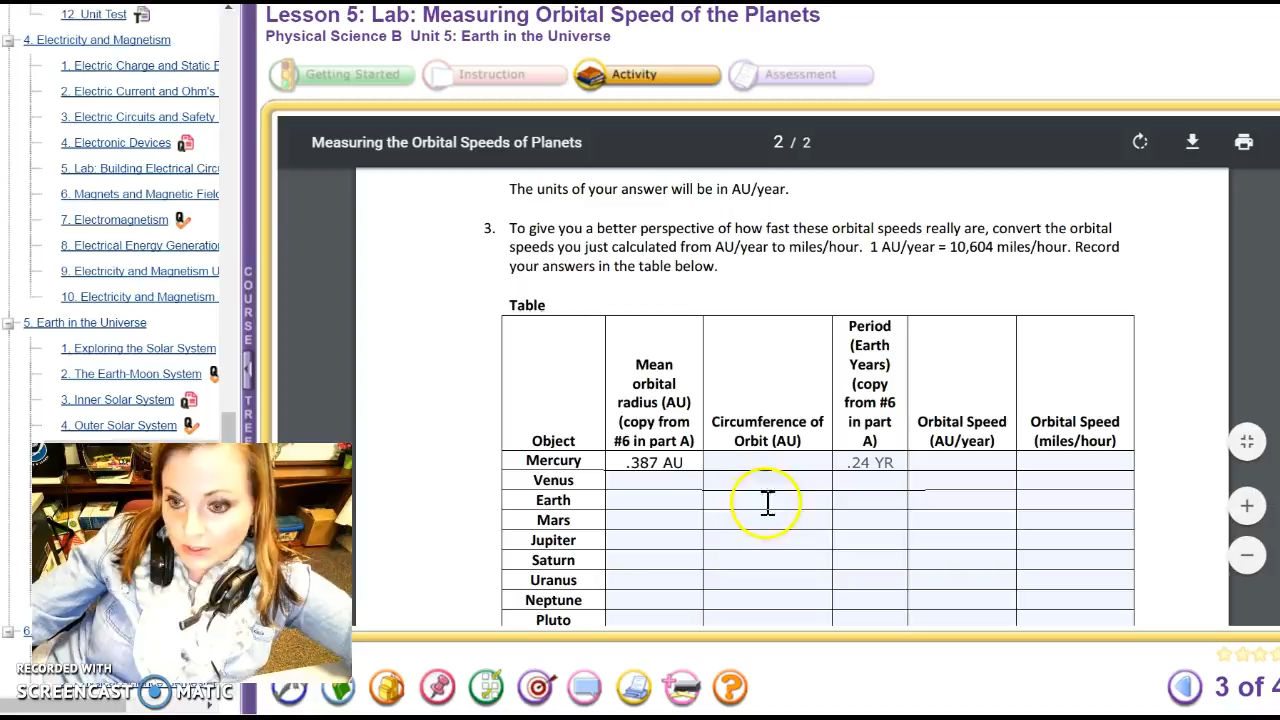 12. Unit Test
4. Electricity and Magnetism
1. Electric Charge and Static E
2. Electric Current and Ohm's
3. Electric Circuits and Safety
4. Electronic Devices
5. Lab: Building Electrical Circu
6. Magnets and Magnetic Field
7. Electromagnetism
8. Electrical Energy Generation
9. Electricity and Magnetism U
10. Electricity and Magnetism
5. Earth in the Universe
1. Exploring the Solar System
2. The Earth-Moon System
3. Inner Solar System
4. Outer Solar System
6.
COURSE TREE
Lesson 5: Lab: Measuring Orbital Speed of the Planets
Physical Science B Unit 5: Earth in the Universe
Getting Started
Instruction
Activity
Assessment
Measuring the Orbital Speeds of Planets
2 / 2
The units of your answer will be in AU/year.
3. To give you a better perspective of how fast these orbital speeds really are, convert the orbital
speeds you just calculated from AU/year to miles/hour. 1 AU/year = 10,604 miles/hour. Record
your answers in the table below.
Table
Object
Mean
orbital
radius (AU)
(copy from
#6 in part A)
Circumference of
Orbit (AU)
Period
(Earth
Years)
(copy
from #6
in part
A)
Orbital Speed
(AU/year)
Orbital Speed
(miles/hour)
Mercury .387 AU .24 YR
Venus
Earth
Mars
Jupiter
Saturn
Uranus
Neptune
Pluto
RECORDED WITH
SCREENCAST MATIC
3 of 4